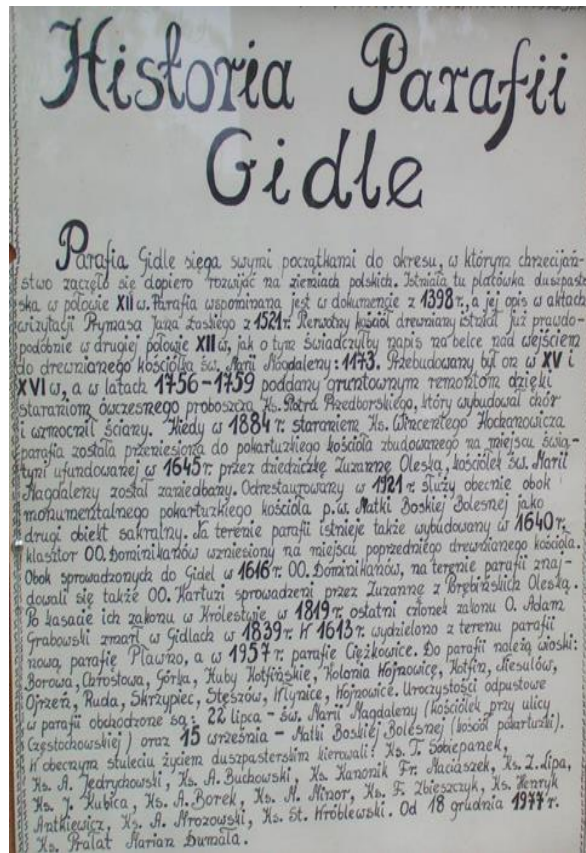 Historia Parafii
Gidle
Parafia Gidle sięga swymi początkami do okresu, w którym chrześcijań-
stwo zaczęło się dopiero rozwijać na ziemiach polskich. Istniała tu placówka duszpaste
ska w połowie XII w. Parafia wspominana jest w dokumencie z 1398 r., a jej opis w aktach
wizytacji Prymasa Jana Łaskiego z 1521 r. Pierwotny kościół drewniany istniał już prawdo-
podobnie w drugiej połowie XII w, jak o tym świadczyłby napis na belce nad wejściem
do drewnianego kościółka św. Marii Magdaleny: 1173. Przebudowany był on w XV i
XVI w, a w latach 1756-1759 poddany gruntownym remontom dzięki
staraniom ówczesnego proboszcza Ks. Piotra Przedborskiego, który wybudował chór
i wzmocnił ściany. Kiedy w 1884 r. staraniem Ks. Wincentego Kochanowicza
parafia została przeniesiona do pokartuzkiego kościoła zbudowanego na miejscu świą-
tyni ufundowanej w 1645 r. przez dziedziczkę Zuzannę Oleską, kościółek św. Marii
Magdaleny został zaniedbany. Odrestaurowany w 1921 r. służy obecnie obok
monumentalnego pokartuzkiego kościoła p.w. Matki Boskiej Bolesnej jako
drugi obiekt sakralny. Na terenie parafii istnieje także wybudowany w 1640 r.
klasztor OO. Dominikanów wzniesiony na miejscu poprzedniego drewnianego kościoła.
Obok sprowadzonych do Gidel w 1616 r. OO. Dominikanów, na terenie parafii znaj-
dowali się także OO. Kartuzi sprowadzeni przez Zuzannę z Brębińskich Oleską.
Po kasacie ich zakonu w Królestwie w 1819 r. ostatni członek zakonu O. Adam
Grabowski zmarł w Gidlach w 1839 r. W 1613 r. wydzielono z terenu parafii
nową parafię Pławno, a w 1957 r. parafię Ciężkowice. Do parafii należą wioski:
Borowa, Chrostowa, Górka, Huby Kotfińskie, Kolonia Wojnowice, Kotfin, Niesulów,
Ojrzeń, Ruda, Skrzypiec, Stęszów, Włynice, Wojnowice. Uroczystości odpustowe
w parafii obchodzone są: 22 lipca - św. Marii Magdaleny (kościółek przy ulicy
Częstochowskiej) oraz 15 września - Matki Boskiej Bolesnej (kościół pokartuzki).
W obecnym stuleciu życiem duszpasterskim kierowali: Ks. T. Sobiepanek,
Ks. A. Jędrychowski, Ks. A. Buchowski, Ks. Kanonik Fr. Maciaszek, Ks. Z. Lipa,
Ks. J. Kubica, Ks. A. Borek, Ks. M. Minor, Ks. F. Zbieszczyk, Ks. Henryk
Antkiewicz, Ks. A. Mrozowski, Ks. St. Wróblewski. Od 18 grudnia 1977 r.
Ks. Prałat Marian Dumała.